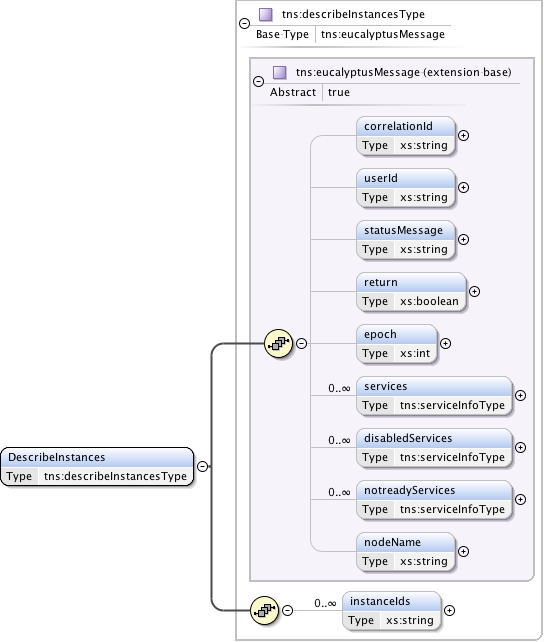 tns:describeInstancesType
Base Type tns:eucalyptusMessage
tns:eucalyptusMessage (extension base)
Abstract true
correlationId
Type xs:string
userId
Type xs:string
statusMessage
Type xs:string
return
Type xs:boolean
epoch
Type xs:int
0..∞ services
Type tns:serviceInfoType
0..∞ disabledServices
Type tns:serviceInfoType
0..∞ notreadyServices
Type tns:serviceInfoType
nodeName
Type xs:string
DescribeInstances
Type tns:describeInstancesType
0..∞ instanceIds
Type xs:string